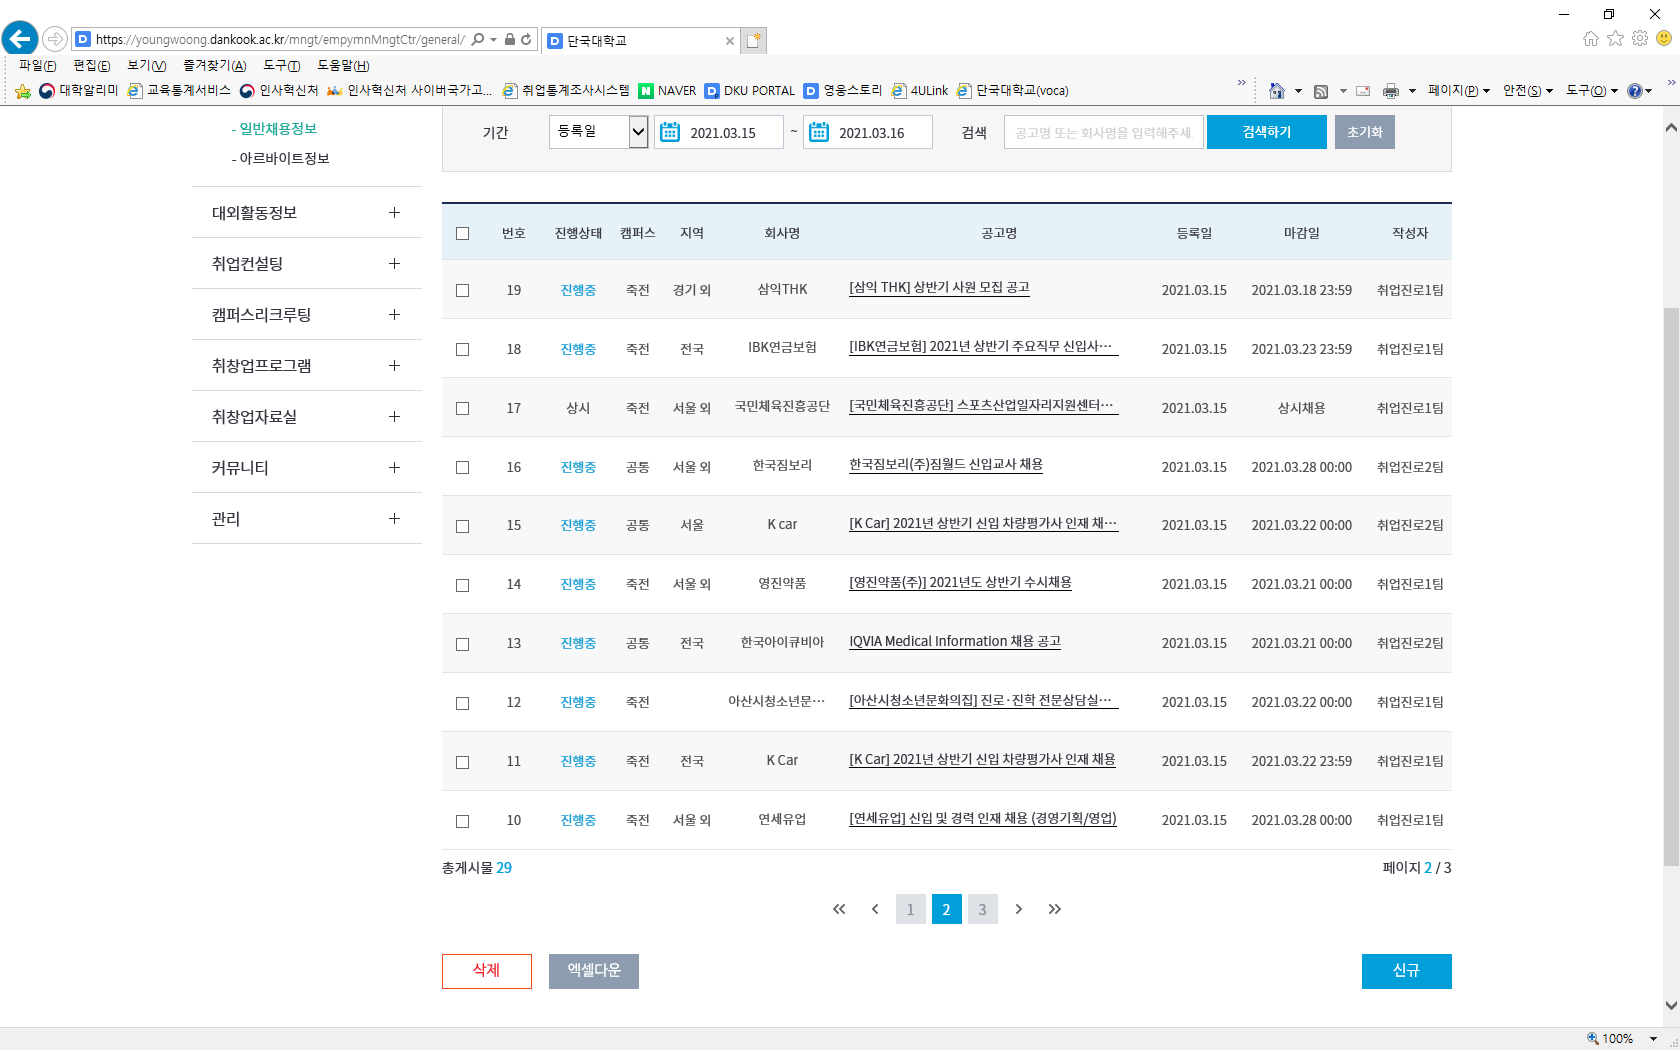 https://youngwoong.dankook.ac.kr/mngt/empymnMngtCtr/general/
단국대학교
파일(F) 편집(E) 보기(V) 즐겨찾기(A) 도구(T) 도움말(H)
대학알리미 교육통계서비스 인사혁신처 인사혁신처 사이버국가고... 취업통계조사시스템 NAVER DKU PORTAL 영웅스토리 4ULink 단국대학교(voca) 페이지(P) 안전(S) 도구(O)
- 일반채용정보
- 아르바이트정보
대외활동정보
취업컨설팅
캠퍼스리크루팅
취창업프로그램
취창업자료실
커뮤니티
관리
기간 등록일 2021.03.15 ~ 2021.03.16 검색 공고명 또는 회사명을 입력해주세. 검색하기 초기화
번호 진행상태 캠퍼스 지역 회사명 공고명 등록일 마감일 작성자
19 진행중 죽전 경기 외 삼익THK [삼익 THK] 상반기 사원 모집 공고 2021.03.15 2021.03.18 23:59 취업진로1팀
18 진행중 죽전 전국 IBK연금보험 [IBK연금보험] 2021년 상반기 주요직무 신입사… 2021.03.15 2021.03.23 23:59 취업진로1팀
17 상시 죽전 서울 외 국민체육진흥공단 [국민체육진흥공단] 스포츠산업일자리지원센터… 2021.03.15 상시채용 취업진로1팀
16 진행중 공통 서울 외 한국짐보리 한국짐보리(주)짐월드 신입교사 채용 2021.03.15 2021.03.28 00:00 취업진로2팀
15 진행중 공통 서울 K car [K Car] 2021년 상반기 신입 차량평가사 인재 채… 2021.03.15 2021.03.22 00:00 취업진로2팀
14 진행중 죽전 서울 외 영진약품 [영진약품(주)] 2021년도 상반기 수시채용 2021.03.15 2021.03.21 00:00 취업진로1팀
13 진행중 공통 전국 한국아이큐비아 IQVIA Medical Information 채용 공고 2021.03.15 2021.03.21 00:00 취업진로2팀
12 진행중 죽전 아산시청소년문… [아산시청소년문화의집] 진로·진학 전문상담실… 2021.03.15 2021.03.22 00:00 취업진로1팀
11 진행중 죽전 전국 K Car [K Car] 2021년 상반기 신입 차량평가사 인재 채용 2021.03.15 2021.03.22 23:59 취업진로1팀
10 진행중 죽전 서울 외 연세유업 [연세유업] 신입 및 경력 인재 채용 (경영기획/영업) 2021.03.15 2021.03.28 00:00 취업진로1팀
총게시물 29 페이지 2 / 3
1 2 3
삭제 엑셀다운 신규
100%